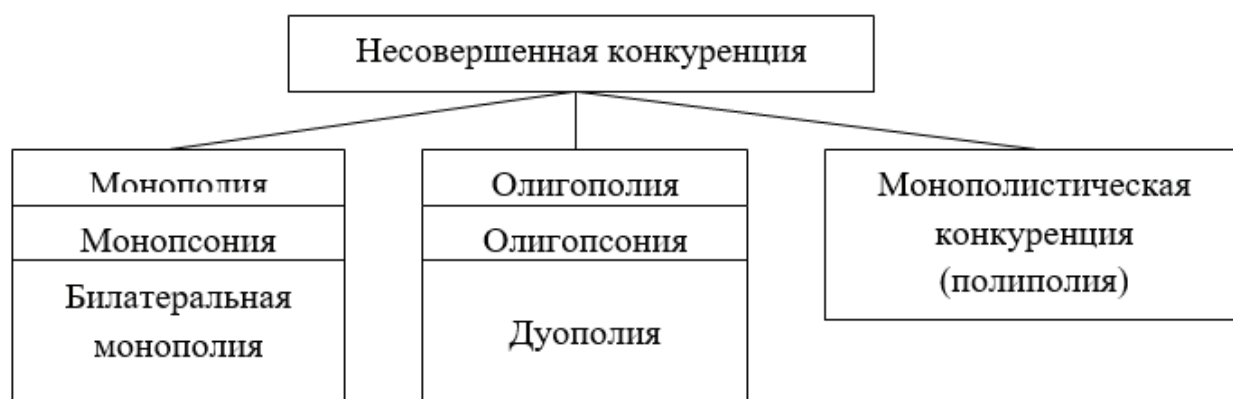 Несовершенная конкуренция
Монополия
Монопсония
Билатеральная
монополия
Олигополия
Олигопсония
Дуополия
Монополистическая
конкуренция
(полиполия)